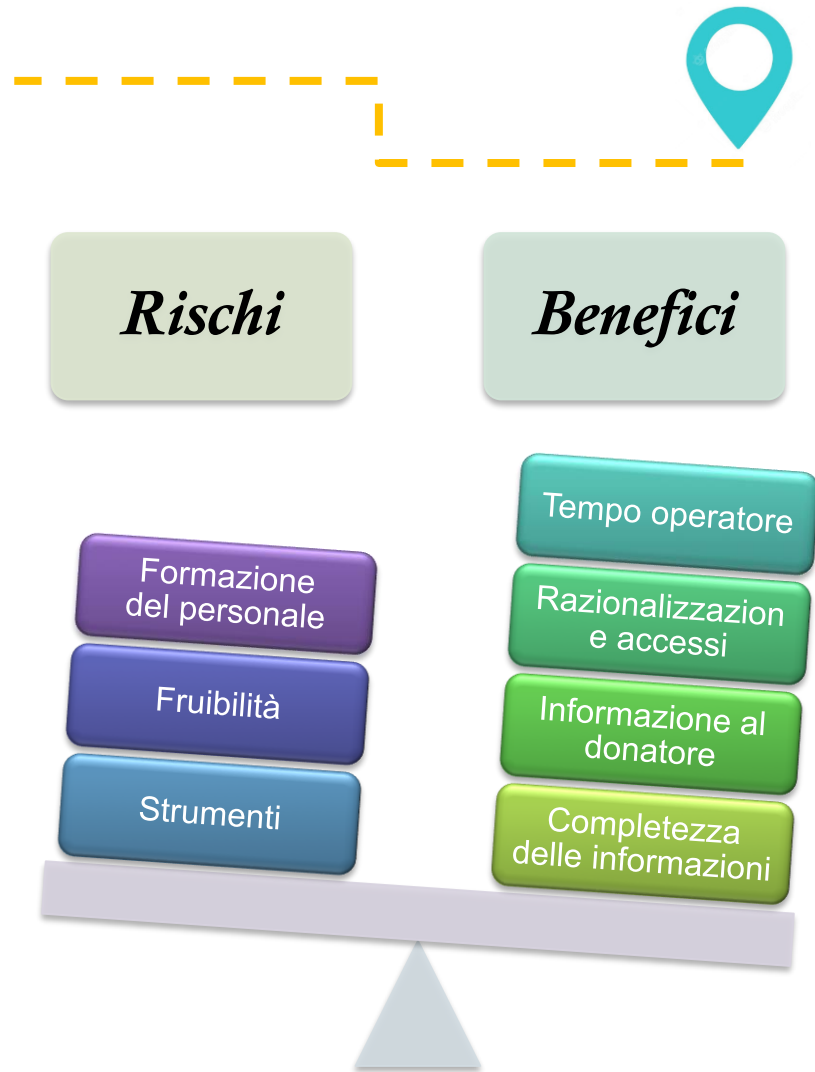 Rischi
Benefici
Formazione
del personale
Fruibilità
Strumenti
Tempo operatore
Razionalizzazion
e accessi
Informazione al
donatore
Completezza
delle informazioni